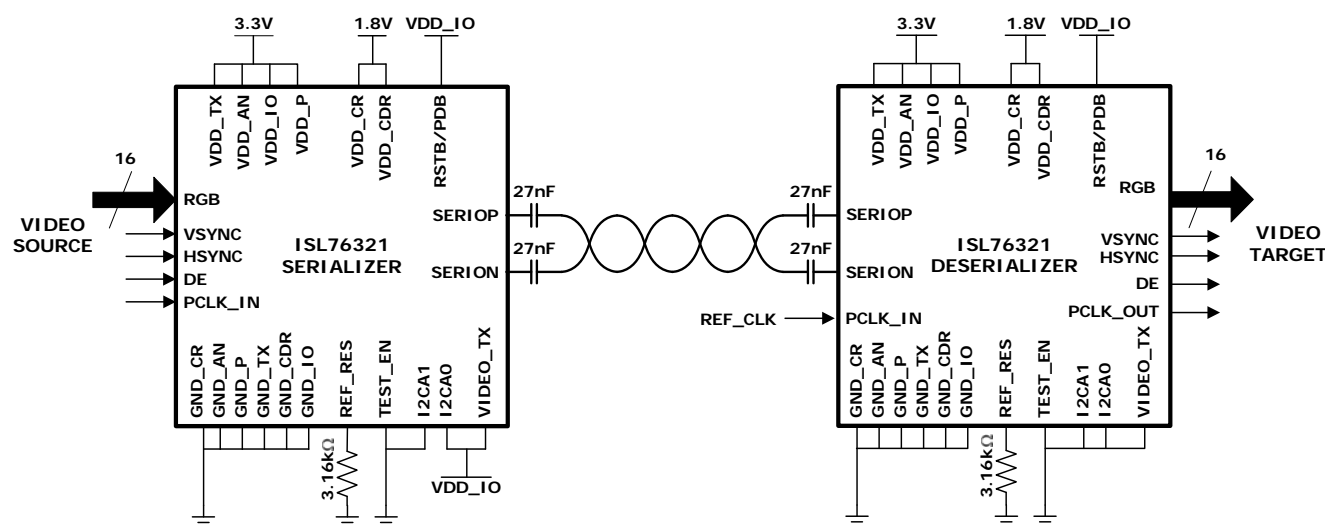 3.3V
1.8V
VDD_IO
VDD_TX
VDD_AN
VDD_IO
VDD_P
VDD_CR
VDD_CDR
RSTB/PDB
16
VIDEO
SOURCE
RGB
VSYNC
HSYNC
DE
PCLK_IN
ISL76321
SERIALIZER
SERIOP
SERION
GND_CR
GND_AN
GND_P
GND_TX
GND_CDR
GND_IO
REF_RES
TEST_EN
I2CA1
I2CA0
VIDEO_TX
3.16kΩ
VDD_IO
27nF
27nF
27nF
27nF
3.3V
1.8V
VDD_IO
VDD_TX
VDD_AN
VDD_IO
VDD_P
VDD_CR
VDD_CDR
RSTB/PDB
SERIOP
SERION
ISL76321
DESERIALIZER
REF_CLK
PCLK_IN
RGB
16
VSYNC
HSYNC
DE
PCLK_OUT
VIDEO
TARGET
GND_CR
GND_AN
GND_P
GND_TX
GND_CDR
GND_IO
REF_RES
TEST_EN
I2CA1
I2CA0
VIDEO_TX
3.16kΩ